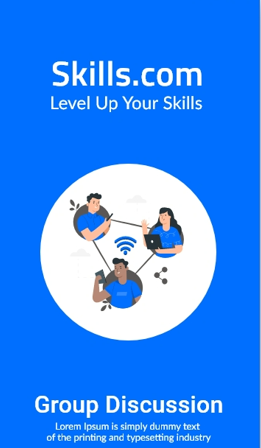 Skills.com
Level Up Your Skills
Group Discussion
Lorem Ipsum is simply dummy text
of the printing and typesetting industry